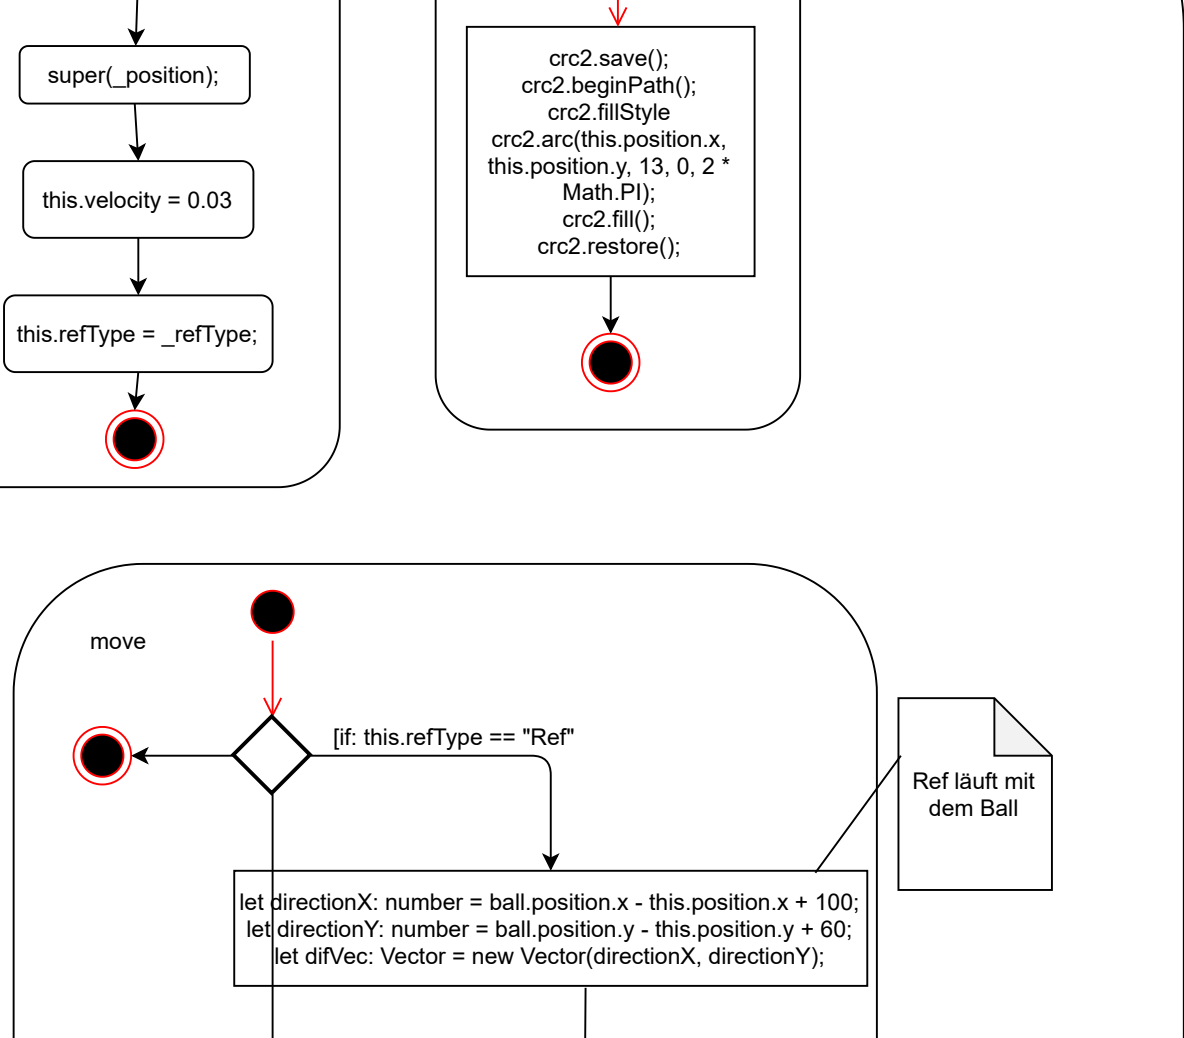 super(_position);
this.velocity = 0.03
this.refType = _refType;
crc2.save();
crc2.beginPath();
crc2.fillStyle
crc2.arc(this.position.x,
this.position.y, 13, 0, 2 *
Math.PI);
crc2.fill();
crc2.restore();
move
[if: this.refType == "Ref"
Ref läuft mit
dem Ball
let directionX: number = ball.position.x - this.position.x + 100;
let directionY: number = ball.position.y - this.position.y + 60;
let difVec: Vector = new Vector(directionX, directionY);